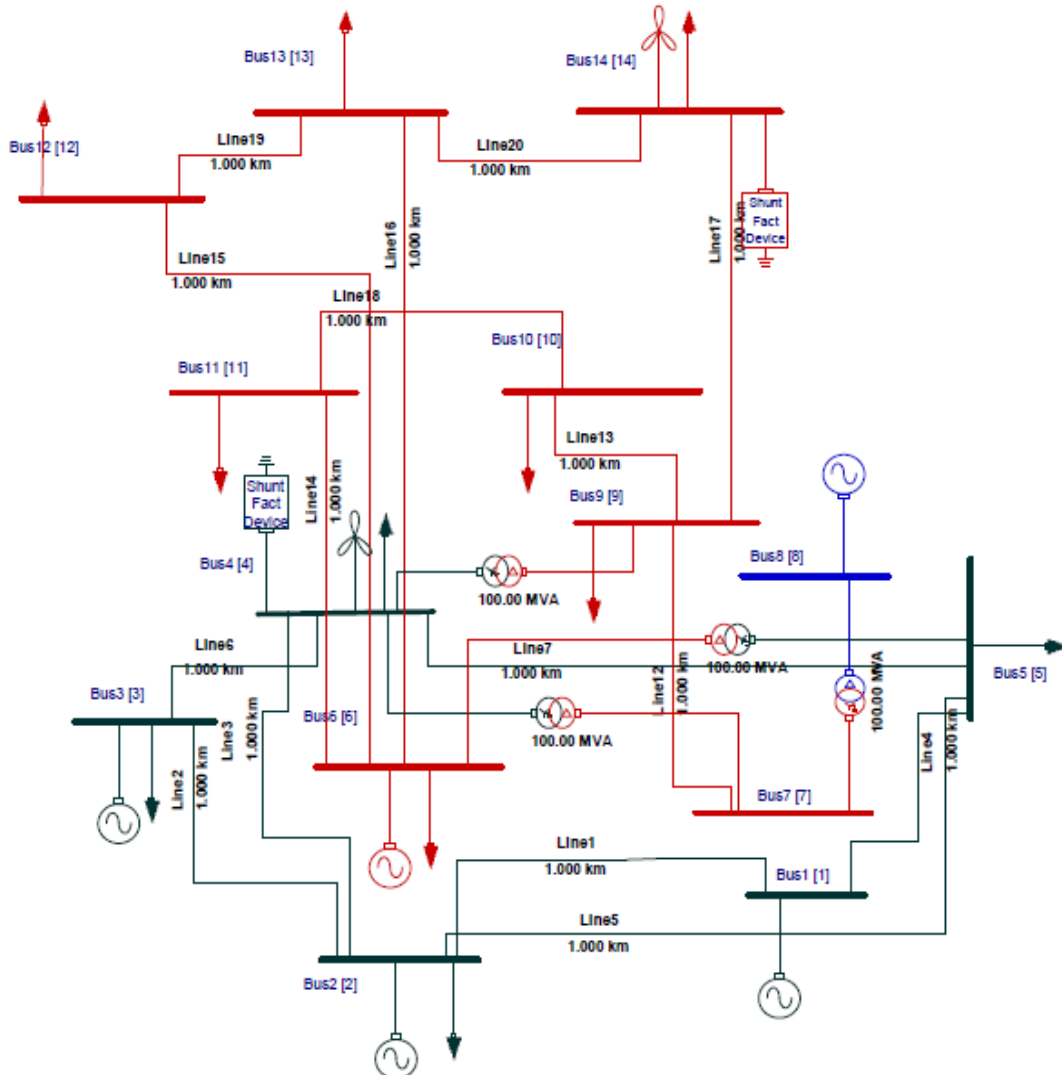 Bus13 [13]
Bus14 [14]
Line19
1.000 km
Line20
1.000 km
Bus12 [12]
Shunt
Fact
Device
Line16
1.000 km
Line17
1.000 km
Line15
1.000 km
Line18
1.000 km
Bus10 [10]
Bus11 [11]
Line13
1.000 km
Line14
1.000 km
Shunt
Fact
Device
Bus9 [9]
Bus4 [4]
Bus8 [8]
100.00 MVA
Line6
1.000 km
Line7
1.000 km
100.00 MVA
Bus5 [5]
Bus3 [3]
Line3
1.000 km
Bus6 [6]
Line12
1.000 km
100.00 MVA
100.00 MVA
Line2
1.000 km
Line4
1.000 km
Bus7 [7]
Line1
1.000 km
Bus1 [1]
Line5
1.000 km
Bus2 [2]